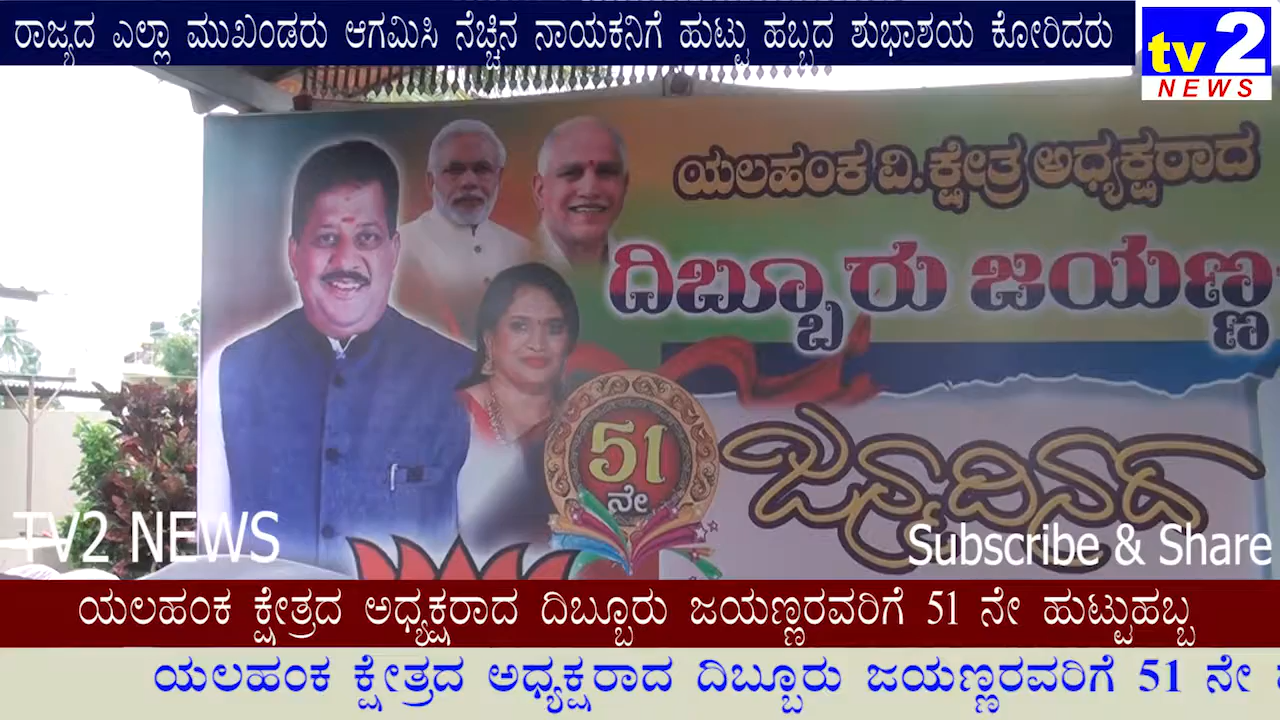 ರಾಜ್ಯದ ಎಲ್ಲಾ ಮುಖಂಡರು ಆಗಮಿಸಿ ನೆಚ್ಚಿನ ನಾಯಕನಿಗೆ ಹುಟ್ಟು ಹಬ್ಬದ ಶುಭಾಶಯ ಕೋರಿದರು
tv2
NEWS
ಯಲಹಂಕ ವಿ.ಕ್ಷೇತ್ರ ಅಧ್ಯಕ್ಷರಾದ
ದಿಬ್ಬೂರು ಜಯಣ್ಣ
51
ನೇ
ಜನ್ಮದಿನದ
TV2 NEWS
Subscribe & Share
ಯಲಹಂಕ ಕ್ಷೇತ್ರದ ಅಧ್ಯಕ್ಷರಾದ ದಿಬ್ಬೂರು ಜಯಣ್ಣರವರಿಗೆ 51 ನೇ ಹುಟ್ಟುಹಬ್ಬ
ಯಲಹಂಕ ಕ್ಷೇತ್ರದ ಅಧ್ಯಕ್ಷರಾದ ದಿಬ್ಬೂರು ಜಯಣ್ಣರವರಿಗೆ 51 ನೇ